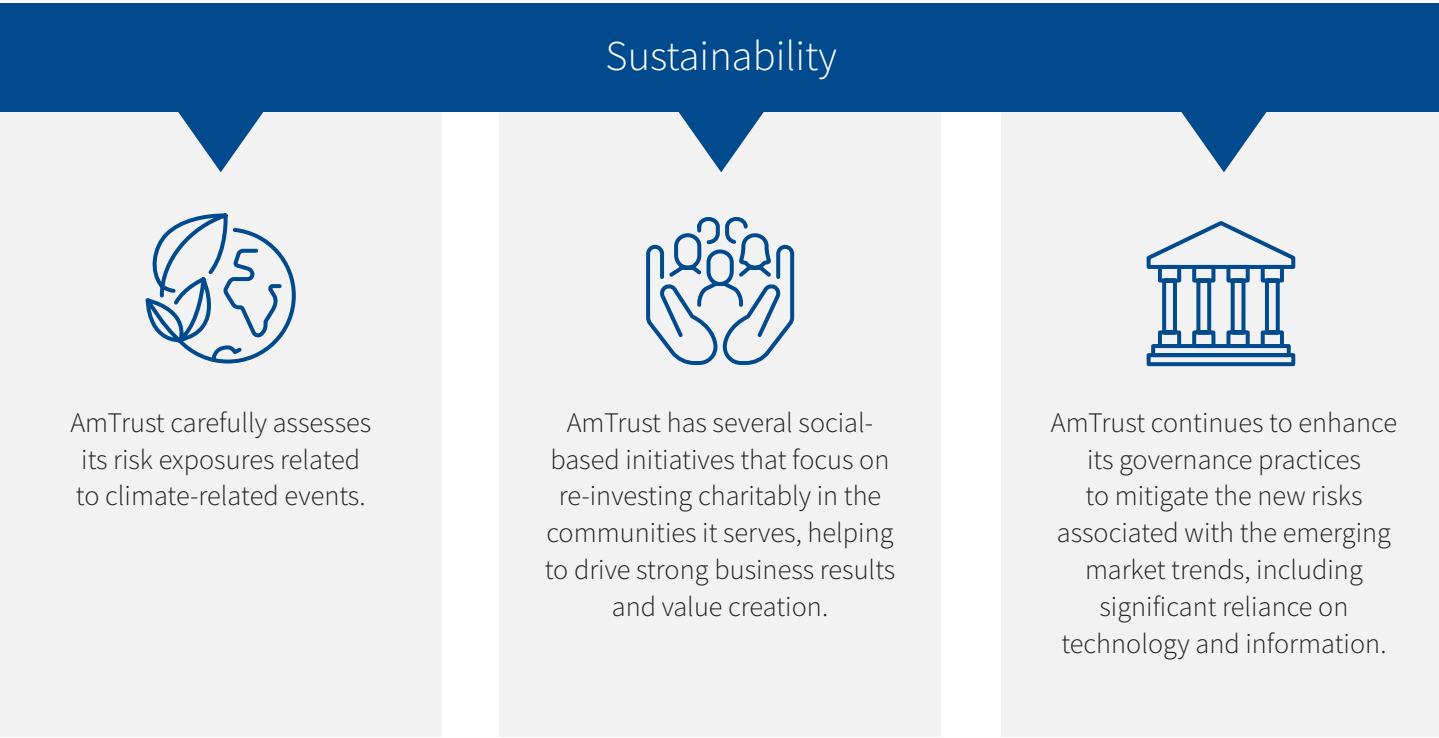 Sustainability
AmTrust carefully assesses
its risk exposures related
to climate-related events.
AmTrust has several social-
based initiatives that focus on
re-investing charitably in the
communities it serves, helping
to drive strong business results
and value creation.
AmTrust continues to enhance
its governance practices
to mitigate the new risks
associated with the emerging
market trends, including
significant reliance on
technology and information.